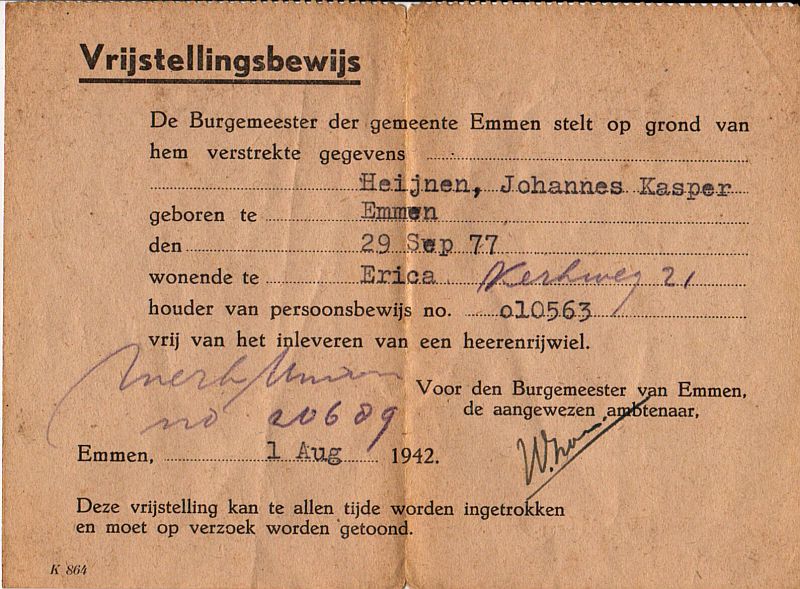 Vrijstellingsbewijs
De Burgemeester der gemeente Emmen stelt op grond van
hem verstrekte gegevens
Heijnen, Johannes Kasper
geboren te Emmen
den 29 Sep 77
wonende te Erica Kerkweg 21
houder van persoonsbewijs no. o10563
vrij van het inleveren van een heerenrijwiel.
merk Union
no 20689
Voor den Burgemeester van Emmen,
de aangewezen ambtenaar,
Emmen, 1 Aug 1942.
Deze vrijstelling kan te allen tijde worden ingetrokken
en moet op verzoek worden getoond.
K 864